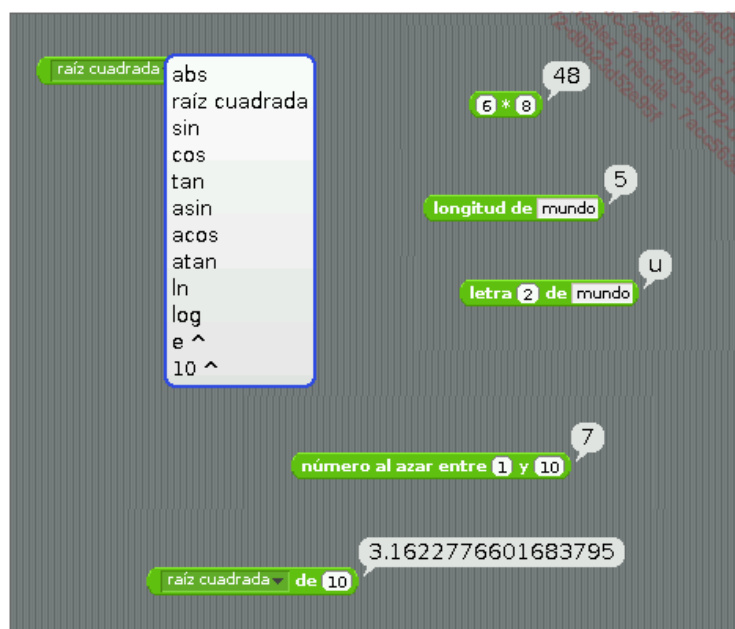 raíz cuadrada
abs
raíz cuadrada
sin
cos
tan
asin
acos
atan
ln
log
e ^
10 ^
48
6 * 8
5
longitud de mundo
u
letra 2 de mundo
7
número al azar entre 1 y 10
3.1622776601683795
raíz cuadrada de 10